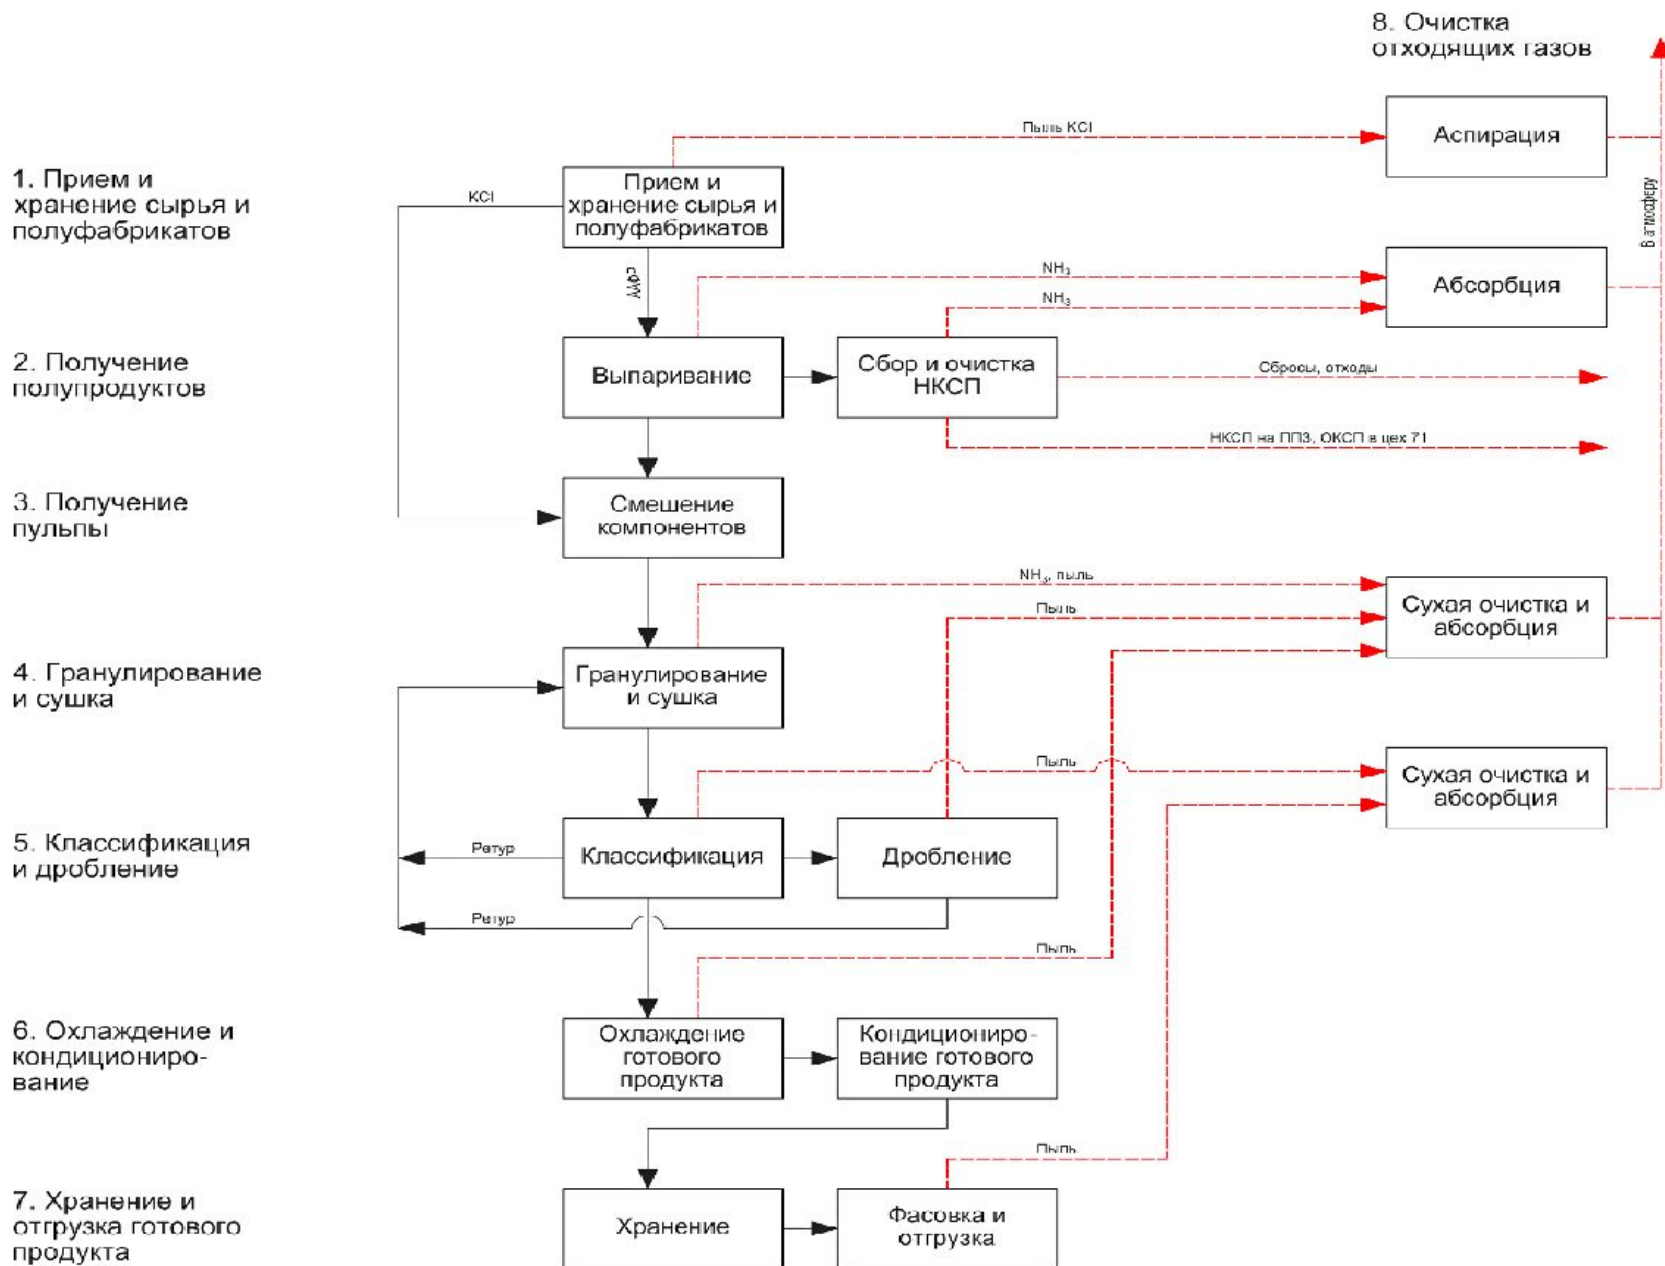 8. Очистка
отходящих газов
Пыль KCl
Аспирация
1. Прием и
хранение сырья и
полуфабрикатов
KCl
Прием и
хранение сырья и
полуфабрикатов
В атмосферу
NH₃
Абсорбция
NH₃
2. Получение
полупродуктов
Выпаривание
Сбор и очистка
НКСП
Сбросы, отходы
НКСП на ППЗ, ОКСП в цех 71
3. Получение
пульпы
Смешение
компонентов
NH₃, пыль
Пыль
Сухая очистка и
абсорбция
4. Гранулирование
и сушка
Гранулирование
и сушка
Пыль
Сухая очистка и
абсорбция
5. Классификация
и дробление
Ретур
Классификация
Дробление
Ретур
Пыль
6. Охлаждение и
кондициониро-
вание
Охлаждение
готового
продукта
Кондициониро-
вание готового
продукта
Пыль
7. Хранение и
отгрузка готового
продукта
Хранение
Фасовка и
отгрузка